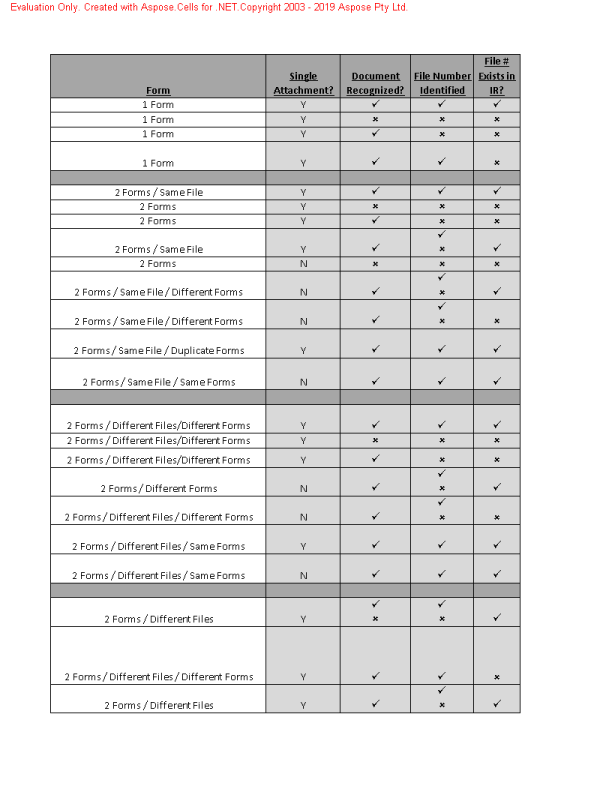 Evaluation Only. Created with Aspose.Cells for .NET.Copyright 2003 - 2019 Aspose Pty Ltd.
Form Single Attachment? Document Recognized? File Number Identified File # Exists in IR?
1 Form Y ✓ ✓ ✓
1 Form Y × × ×
1 Form Y ✓ × ×
1 Form Y ✓ ✓ ×
2 Forms / Same File Y ✓ ✓ ✓
2 Forms Y × × ×
2 Forms Y ✓ × ×
2 Forms / Same File Y ✓ ✓ × ✓
2 Forms N × × ×
2 Forms / Same File / Different Forms N ✓ ✓ × ✓
2 Forms / Same File / Different Forms N ✓ ✓ × ×
2 Forms / Same File / Duplicate Forms Y ✓ ✓ ✓
2 Forms / Same File / Same Forms N ✓ ✓ ✓
2 Forms / Different Files/Different Forms Y ✓ ✓ ✓
2 Forms / Different Files/Different Forms Y × × ×
2 Forms / Different Files/Different Forms Y ✓ × ×
2 Forms / Different Forms N ✓ ✓ × ✓
2 Forms / Different Files / Different Forms N ✓ ✓ × ×
2 Forms / Different Files / Same Forms Y ✓ ✓ ✓
2 Forms / Different Files / Same Forms N ✓ ✓ ✓
2 Forms / Different Files Y ✓ × ✓ × ✓
2 Forms / Different Files / Different Forms Y ✓ ✓ ×
2 Forms / Different Files Y ✓ ✓ × ✓